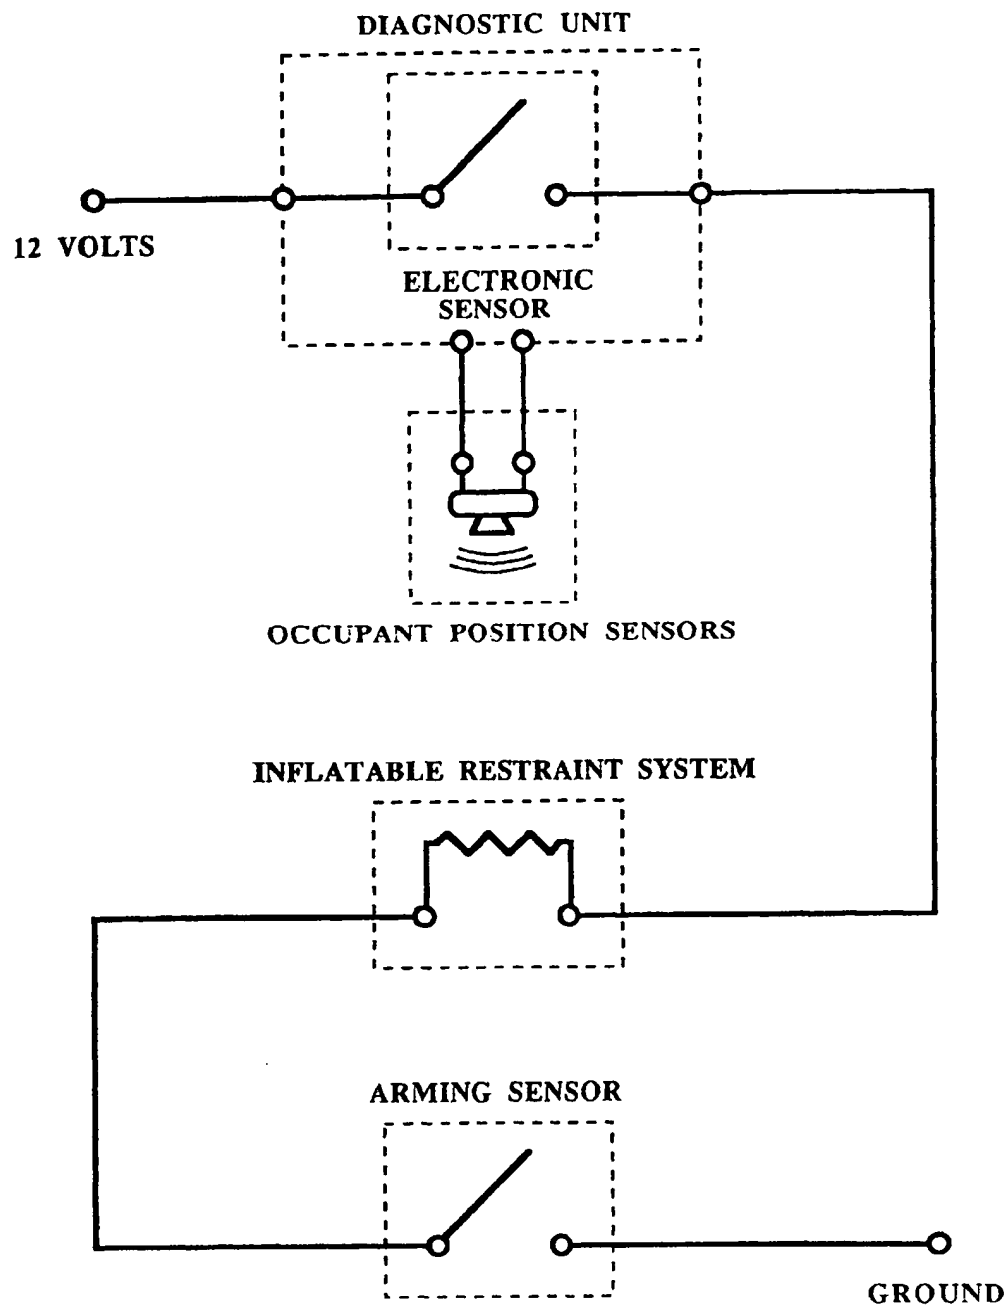 DIAGNOSTIC UNIT
12 VOLTS
ELECTRONIC
SENSOR
OCCUPANT POSITION SENSORS
INFLATABLE RESTRAINT SYSTEM
ARMING SENSOR
GROUND